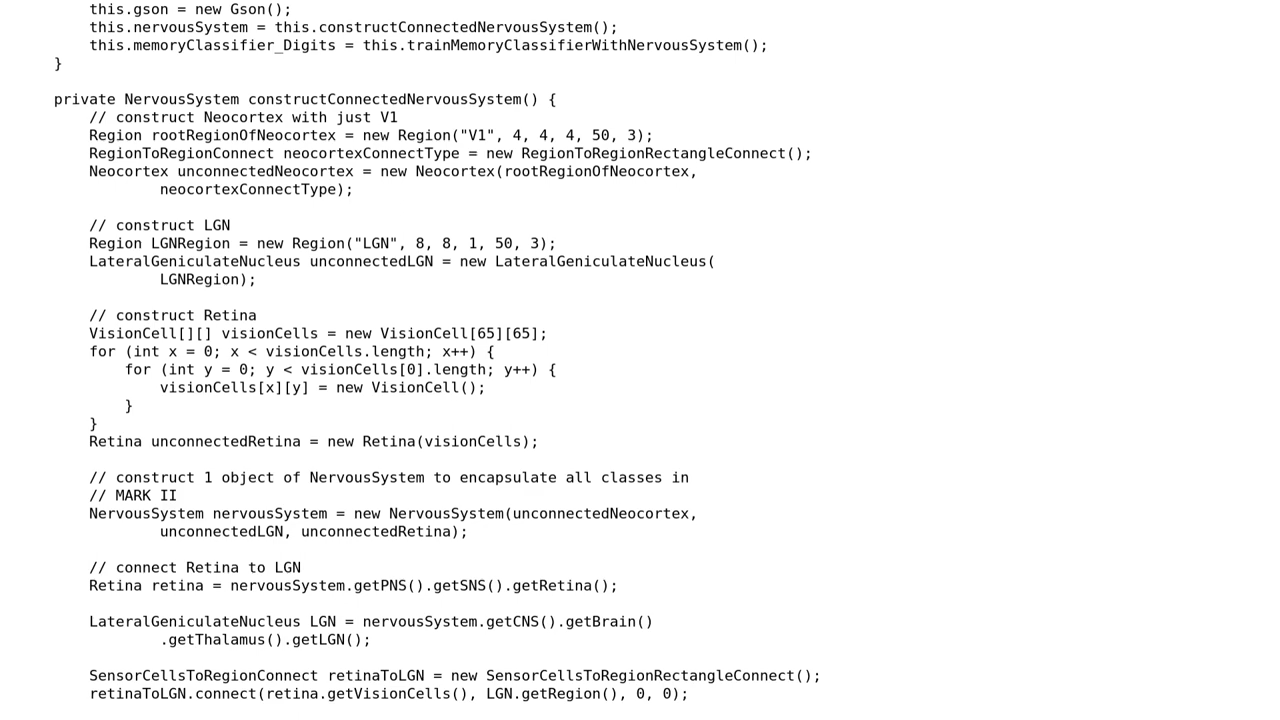 this.gson = new Gson();
        this.nervousSystem = this.constructConnectedNervousSystem();
        this.memoryClassifier_Digits = this.trainMemoryClassifierWithNervousSystem();
    }

    private NervousSystem constructConnectedNervousSystem() {
        // construct Neocortex with just V1
        Region rootRegionOfNeocortex = new Region("V1", 4, 4, 4, 50, 3);
        RegionToRegionConnect neocortexConnectType = new RegionToRegionRectangleConnect();
        Neocortex unconnectedNeocortex = new Neocortex(rootRegionOfNeocortex,
                neocortexConnectType);

        // construct LGN
        Region LGNRegion = new Region("LGN", 8, 8, 1, 50, 3);
        LateralGeniculateNucleus unconnectedLGN = new LateralGeniculateNucleus(
                LGNRegion);

        // construct Retina
        VisionCell[][] visionCells = new VisionCell[65][65];
        for (int x = 0; x < visionCells.length; x++) {
            for (int y = 0; y < visionCells[0].length; y++) {
                visionCells[x][y] = new VisionCell();
            }
        }
        Retina unconnectedRetina = new Retina(visionCells);

        // construct 1 object of NervousSystem to encapsulate all classes in
        // MARK II
        NervousSystem nervousSystem = new NervousSystem(unconnectedNeocortex,
                unconnectedLGN, unconnectedRetina);

        // connect Retina to LGN
        Retina retina = nervousSystem.getPNS().getSNS().getRetina();

        LateralGeniculateNucleus LGN = nervousSystem.getCNS().getBrain()
                .getThalamus().getLGN();

        SensorCellsToRegionConnect retinaToLGN = new SensorCellsToRegionRectangleConnect();
        retinaToLGN.connect(retina.getVisionCells(), LGN.getRegion(), 0, 0);